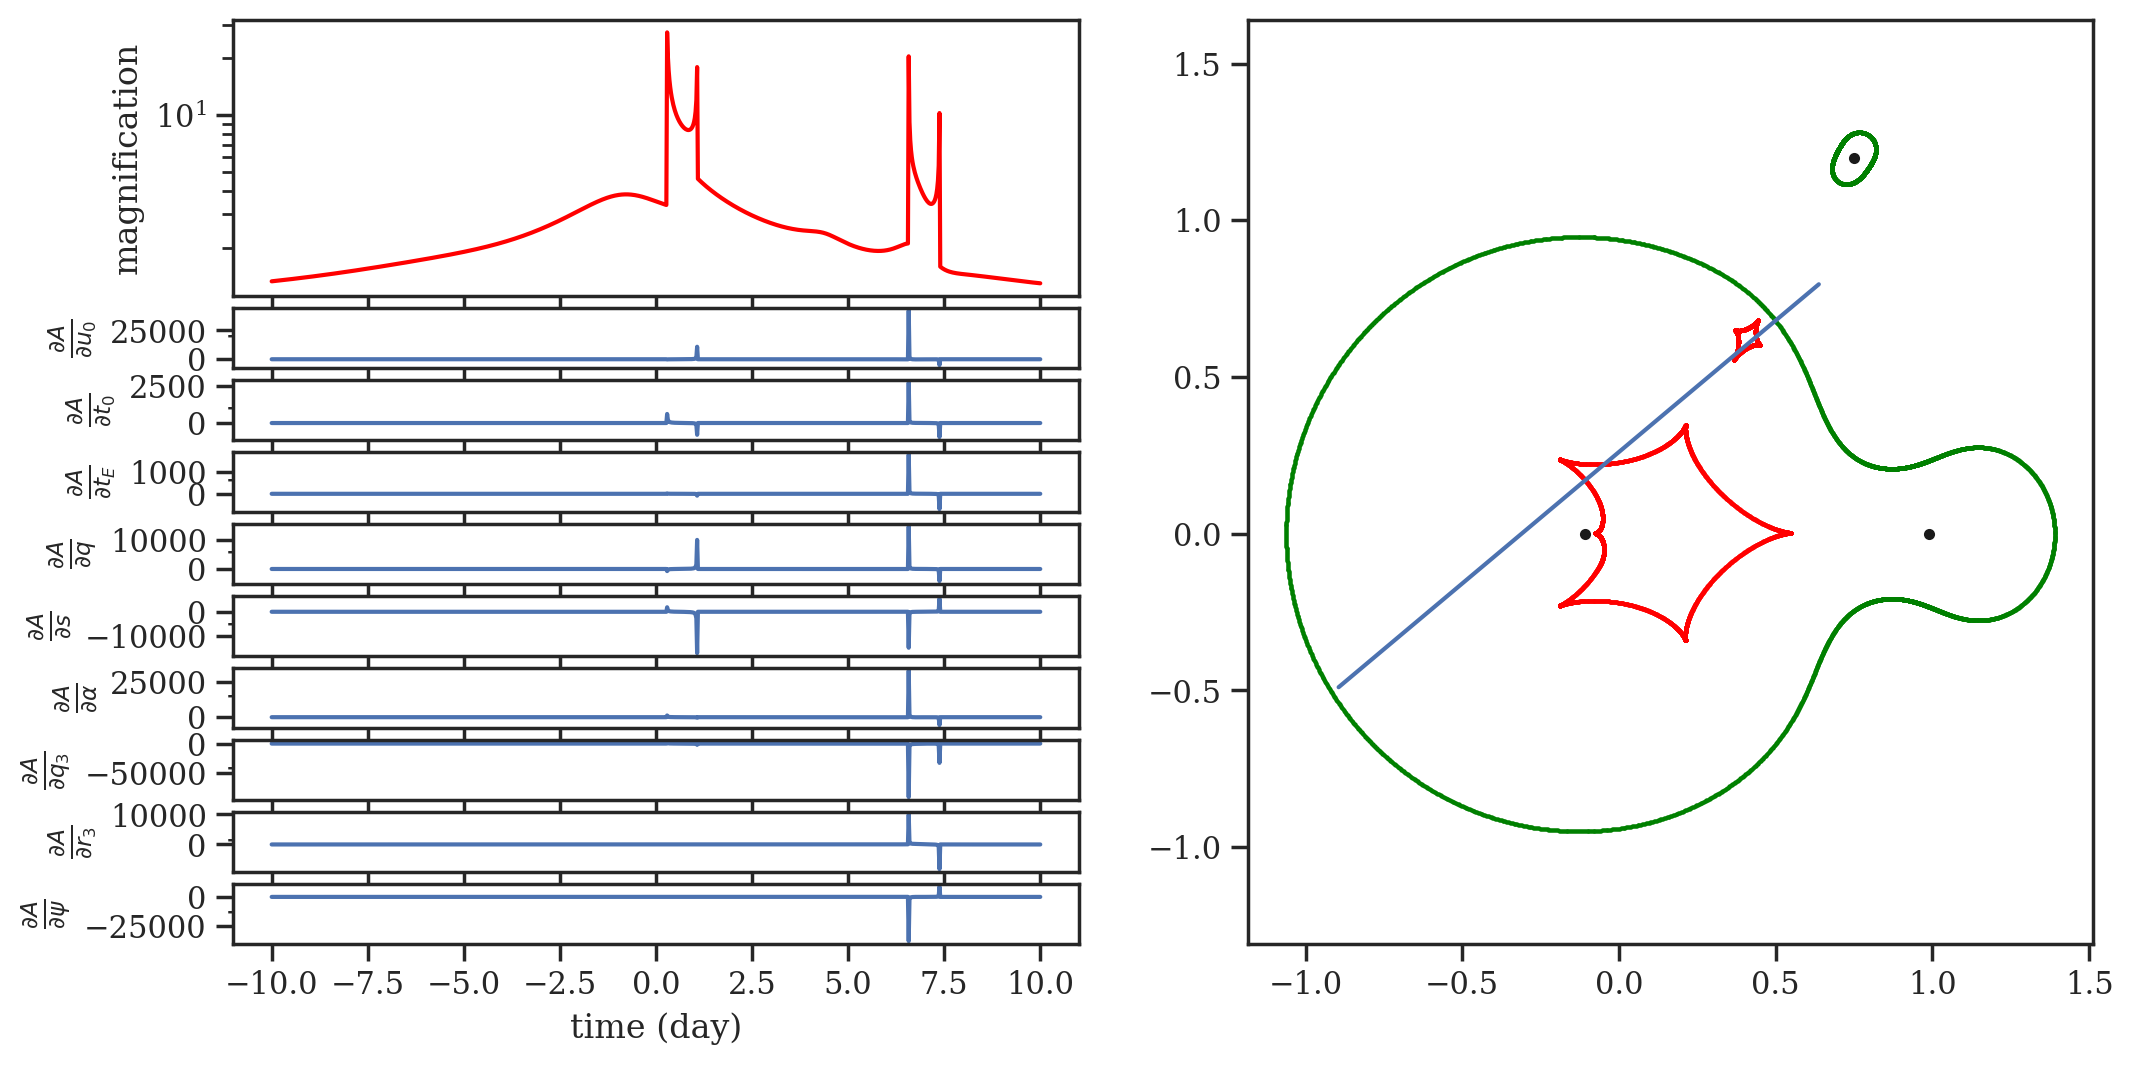 magnification
10¹
∂A/∂u₀
25000
0
∂A/∂t₀
2500
0
∂A/∂t_E
1000
0
∂A/∂q
10000
0
∂A/∂s
0
−10000
∂A/∂α
25000
0
∂A/∂q₃
0
−50000
∂A/∂r₃
10000
0
∂A/∂ψ
0
−25000
−10.0 −7.5 −5.0 −2.5 0.0 2.5 5.0 7.5 10.0
time (day)
1.5
1.0
0.5
0.0
−0.5
−1.0
−1.0 −0.5 0.0 0.5 1.0 1.5